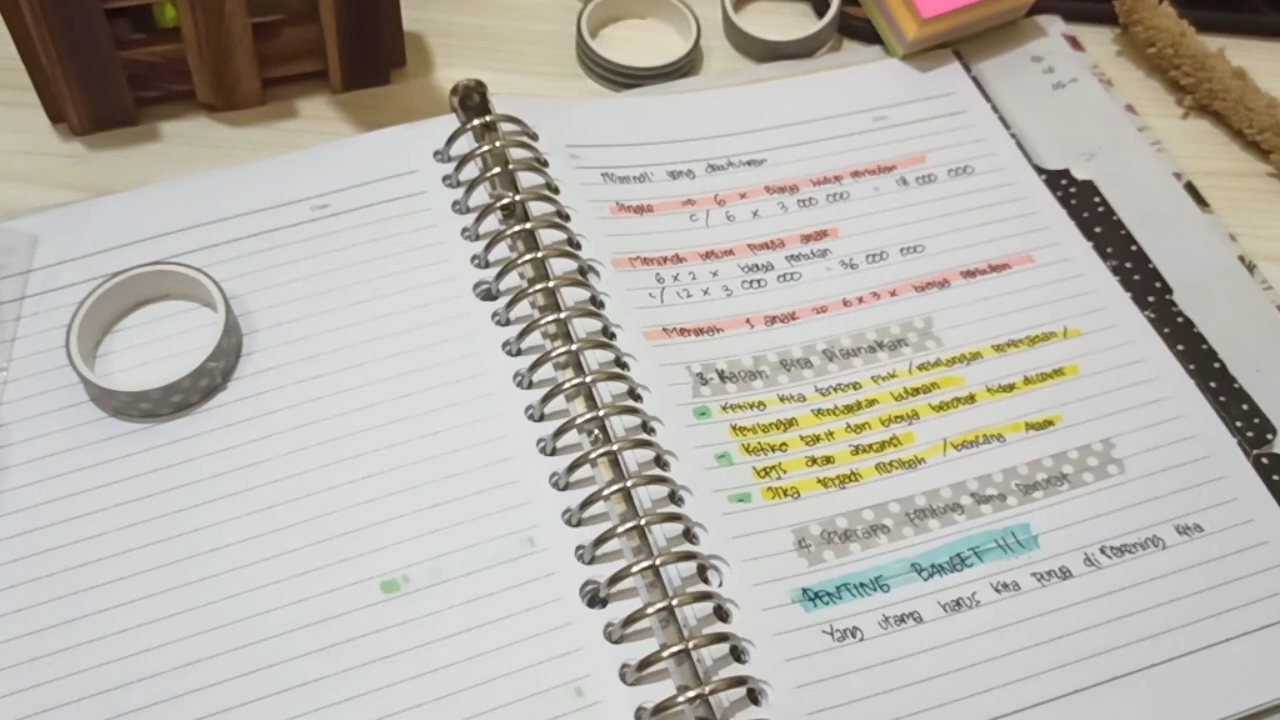 Nominal yang dibutuhkan
Single => 6 x Biaya hidup perbulan
c/ 6 x 3 000 000 = 18 000 000
Menikah belum punya anak
6 x 2 x biaya perbulan
c/ 12 x 3 000 000 = 36 000 000
Menikah 1 anak 6 x 3 x biaya perbulan
3. Kapan Bisa Digunakan
- Ketika kita terkena PHK / kehilangan pekerjaan /
kehilangan pendapatan bulanan
- Ketika sakit dan biaya berobat tidak dicover
bpjs atau asuransi
- Jika terjadi musibah / bencana Alam
4. Seberapa penting Dana Darurat
PENTING BANGET !!!
Yang utama harus kita punya di rekening kita